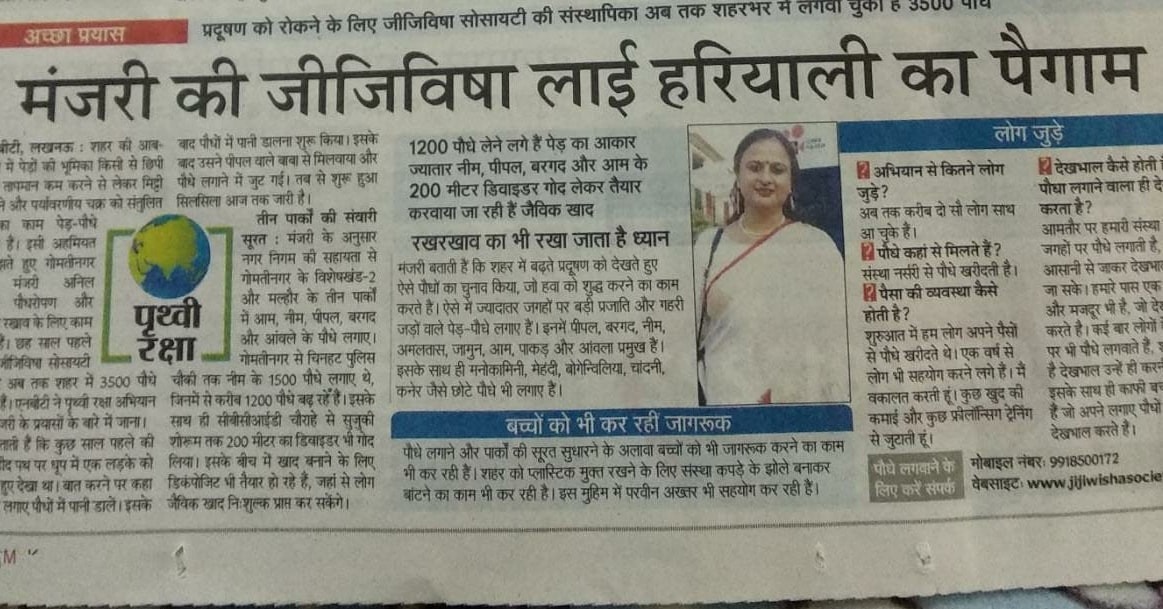 अच्छा प्रयास
प्रदूषण को रोकने के लिए जीजिविषा सोसायटी की संस्थापिका अब तक शहरभर में लगवा चुकी हैं 3500 पौधे
मंजरी की जीजिविषा लाई हरियाली का पैगाम
बीटी, लखनऊ : शहर की आब-
में पेड़ों की भूमिका किसी से छिपी
तापमान कम करने से लेकर मिट्टी
ने और पर्यावरणीय चक्र को संतुलित
का काम पेड़-पौधे
हैं। इसी अहमियत
झते हुए गोमतीनगर
मंजरी अनिल
पौधरोपण और
रखाव के लिए काम
हैं। छह साल पहले
जीजिविषा सोसायटी
अब तक शहर में 3500 पौधे
हैं। एनबीटी ने पृथ्वी रक्षा अभियान
जरी के प्रयासों के बारे में जाना।
ताती हैं कि कुछ साल पहले की
पथ पर धूप में एक लड़के को
हुए देखा था। बात करने पर कहा
लगाए पौधों में पानी डालें। इसके
पृथ्वी
रक्षा
बाद पौधों में पानी डालना शुरू किया। इसके
बाद उसने पीपल वाले बाबा से मिलवाया और
पौधे लगाने में जुट गई। तब से शुरू हुआ
सिलसिला आज तक जारी है।
तीन पार्कों की संवारी
सूरत : मंजरी के अनुसार
नगर निगम की सहायता से
गोमतीनगर के विशेषखंड-2
और मल्हौर के तीन पार्कों
में आम, नीम, पीपल, बरगद
और आंवले के पौधे लगाए।
गोमतीनगर से चिनहट पुलिस
चौकी तक नीम के 1500 पौधे लगाए थे,
जिनमें से करीब 1200 पौधे बढ़ रहे हैं। इसके
साथ ही सीबीसीआईडी चौराहे से सुजुकी
शोरूम तक 200 मीटर का डिवाइडर भी गोद
लिया। इसके बीच में खाद बनाने के लिए
डिकंपोजिट भी तैयार हो रहे हैं, जहां से लोग
जैविक खाद निःशुल्क प्राप्त कर सकेंगे।
1200 पौधे लेने लगे हैं पेड़ का आकार
ज्यातार नीम, पीपल, बरगद और आम के
200 मीटर डिवाइडर गोद लेकर तैयार
करवाया जा रही हैं जैविक खाद
रखरखाव का भी रखा जाता है ध्यान
मंजरी बताती हैं कि शहर में बढ़ते प्रदूषण को देखते हुए
ऐसे पौधों का चुनाव किया, जो हवा को शुद्ध करने का काम
करते हैं। ऐसे में ज्यादातर जगहों पर बड़ी प्रजाति और गहरी
जड़ों वाले पेड़-पौधे लगाए हैं। इनमें पीपल, बरगद, नीम,
अमलतास, जामुन, आम, पाकड़ और आंवला प्रमुख हैं।
इसके साथ ही मनोकामिनी, मेहंदी, बोगेन्विलिया, चांदनी,
कनेर जैसे छोटे पौधे भी लगाए हैं।
बच्चों को भी कर रहीं जागरूक
पौधे लगाने और पार्कों की सूरत सुधारने के अलावा बच्चों को भी जागरूक करने का काम
भी कर रही हैं। शहर को प्लास्टिक मुक्त रखने के लिए संस्था कपड़े के झोले बनाकर
बांटने का काम भी कर रही है। इस मुहिम में परवीन अख्तर भी सहयोग कर रही हैं।
लोग जुड़े
? अभियान से कितने लोग
जुड़े?
अब तक करीब दो सौ लोग साथ
आ चुके हैं।
? पौधे कहां से मिलते हैं?
संस्था नर्सरी से पौधे खरीदती है।
? पैसा की व्यवस्था कैसे
होती है?
शुरुआत में हम लोग अपने पैसों
से पौधे खरीदते थे। एक वर्ष से
लोग भी सहयोग करने लगे हैं। मैं
वकालत करती हूं। कुछ खुद की
कमाई और कुछ फ्रीलॉन्सिंग ट्रेनिंग
से जुटाती हूं।
? देखभाल कैसे होती
पौधा लगाने वाला ही दे
करता है?
आमतौर पर हमारी संस्था
जगहों पर पौधे लगाती है,
आसानी से जाकर देखभा
जा सके। हमारे पास एक
और मजदूर भी है, जो दे
करते हैं। कई बार लोगों
पर भी पौधे लगवाते हैं,
है देखभाल उन्हें ही करन
इसके साथ ही काफी बच
हैं जो अपने लगाए पौधों
देखभाल करते हैं।
पौधे लगवाने के
लिए करें संपर्क
मोबाइल नंबर: 9918500172
वेबसाइट: www.jijiwishasocie